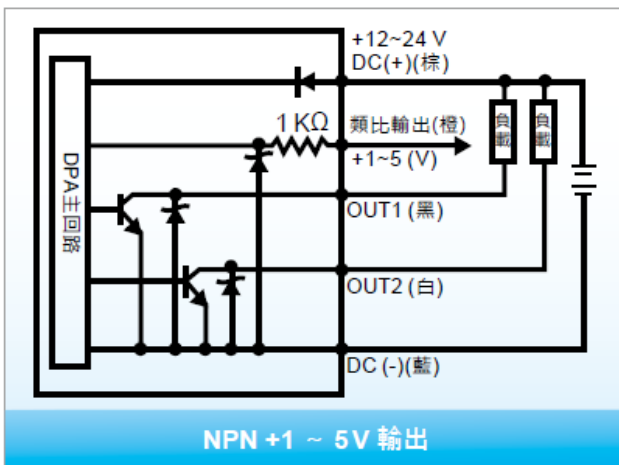 +12~24 V
DC(+)(棕)
1 KΩ
類比輸出(橙)
+1~5 (V)
負載
負載
DPA主回路
OUT1 (黑)
OUT2 (白)
DC (-)(藍)
NPN +1 ~ 5V 輸出